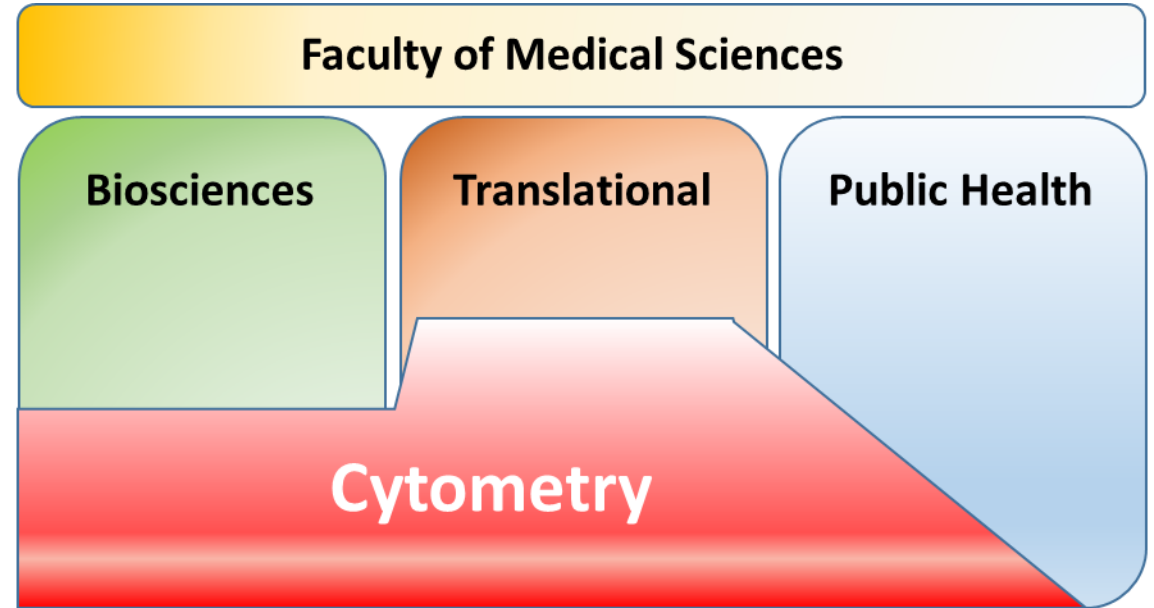 Faculty of Medical Sciences
Biosciences
Translational
Public Health
Cytometry